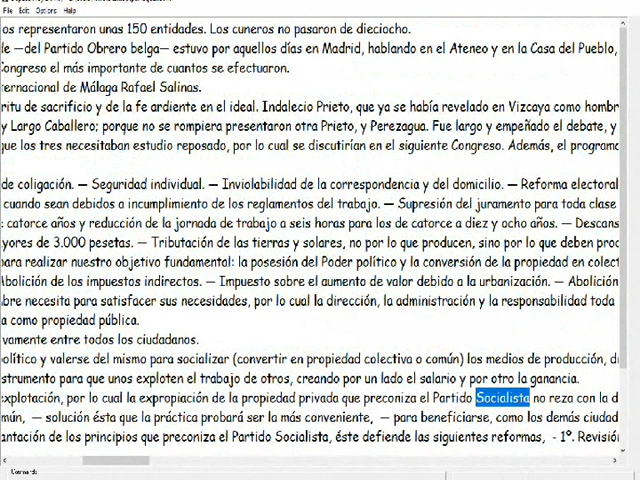 File Edit Options Help
os representaron unas 150 entidades. Los cuneros no pasaron de dieciocho.
le —del Partido Obrero belga— estuvo por aquellos días en Madrid, hablando en el Ateneo y en la Casa del Pueblo,
Congreso el más importante de cuantos se efectuaron.
ternacional de Málaga Rafael Salinas.
ritu de sacrificio y de la fe ardiente en el ideal. Indalecio Prieto, que ya se había revelado en Vizcaya como hombr
y Largo Caballero; porque no se rompiera presentaron otra Prieto, y Perezagua. Fue largo y empeñado el debate, y
que los tres necesitaban estudio reposado, por lo cual se discutirían en el siguiente Congreso. Además, el programa
de coligación. — Seguridad individual. — Inviolabilidad de la correspondencia y del domicilio. — Reforma electoral
cuando sean debidos a incumplimiento de los reglamentos del trabajo. — Supresión del juramento para toda clase
catorce años y reducción de la jornada de trabajo a seis horas para los de catorce a diez y ocho años. — Descans
yores de 3.000 pesetas. — Tributación de las tierras y solares, no por lo que producen, sino por lo que deben proc
para realizar nuestro objetivo fundamental: la posesión del Poder político y la conversión de la propiedad en colect
Abolición de los impuestos indirectos. — Impuesto sobre el aumento de valor debido a la urbanización. — Abolición
bre necesita para satisfacer sus necesidades, por lo cual la dirección, la administración y la responsabilidad toda
a como propiedad pública.
vamente entre todos los ciudadanos.
olítico y valerse del mismo para socializar (convertir en propiedad colectiva o común) los medios de producción, di
strumento para que unos exploten el trabajo de otros, creando por un lado el salario y por otro la ganancia.
explotación, por lo cual la expropiación de la propiedad privada que preconiza el Partido Socialista no reza con la d
mún, — solución ésta que la práctica probará ser la más conveniente, — para beneficiarse, como los demás ciudad
antación de los principios que preconiza el Partido Socialista, éste defiende las siguientes reformas, - 1º. Revisión